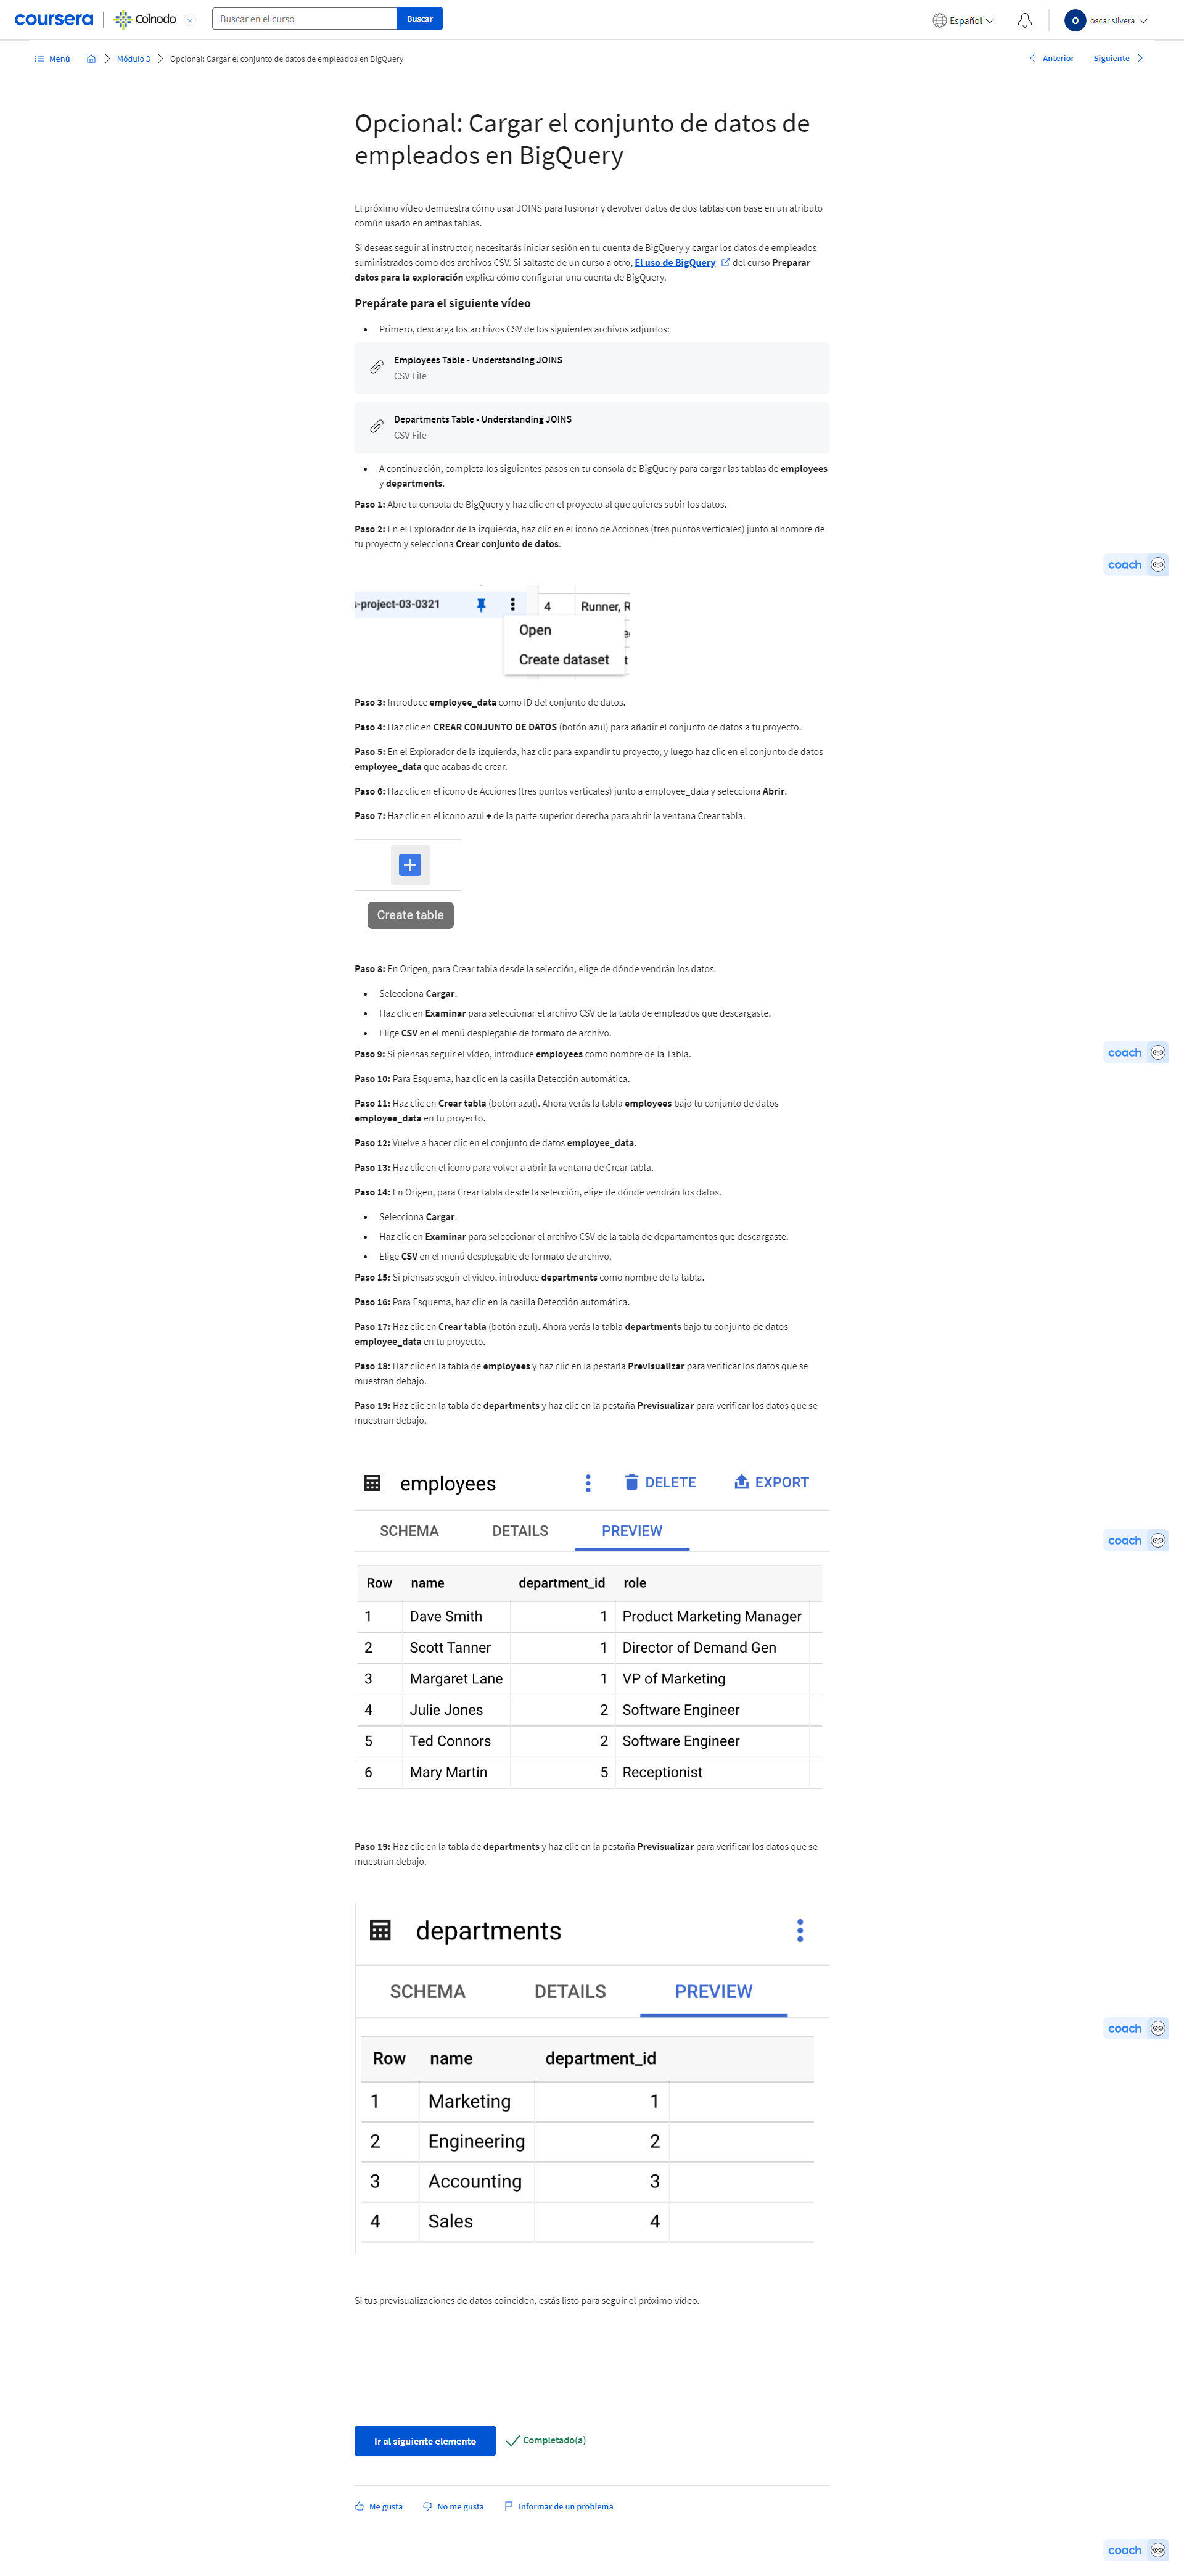 coursera
Colnodo
Buscar en el curso
Buscar
Español
O
oscar silvera
Menú
Módulo 3
Opcional: Cargar el conjunto de datos de empleados en BigQuery
Anterior
Siguiente
Opcional: Cargar el conjunto de datos de
empleados en BigQuery
El próximo vídeo demuestra cómo usar JOINS para fusionar y devolver datos de dos tablas con base en un atributo
común usado en ambas tablas.
Si deseas seguir al instructor, necesitarás iniciar sesión en tu cuenta de BigQuery y cargar los datos de empleados
suministrados como dos archivos CSV. Si saltaste de un curso a otro, El uso de BigQuery del curso Preparar
datos para la exploración explica cómo configurar una cuenta de BigQuery.
Prepárate para el siguiente vídeo
Primero, descarga los archivos CSV de los siguientes archivos adjuntos:
Employees Table - Understanding JOINS
CSV File
Departments Table - Understanding JOINS
CSV File
A continuación, completa los siguientes pasos en tu consola de BigQuery para cargar las tablas de employees
y departments.
Paso 1: Abre tu consola de BigQuery y haz clic en el proyecto al que quieres subir los datos.
Paso 2: En el Explorador de la izquierda, haz clic en el icono de Acciones (tres puntos verticales) junto al nombre de
tu proyecto y selecciona Crear conjunto de datos.
coach
s-project-03-0321
4
Runner, R
Open
Create dataset
Paso 3: Introduce employee_data como ID del conjunto de datos.
Paso 4: Haz clic en CREAR CONJUNTO DE DATOS (botón azul) para añadir el conjunto de datos a tu proyecto.
Paso 5: En el Explorador de la izquierda, haz clic para expandir tu proyecto, y luego haz clic en el conjunto de datos
employee_data que acabas de crear.
Paso 6: Haz clic en el icono de Acciones (tres puntos verticales) junto a employee_data y selecciona Abrir.
Paso 7: Haz clic en el icono azul + de la parte superior derecha para abrir la ventana Crear tabla.
Create table
Paso 8: En Origen, para Crear tabla desde la selección, elige de dónde vendrán los datos.
Selecciona Cargar.
Haz clic en Examinar para seleccionar el archivo CSV de la tabla de empleados que descargaste.
Elige CSV en el menú desplegable de formato de archivo.
coach
Paso 9: Si piensas seguir el vídeo, introduce employees como nombre de la Tabla.
Paso 10: Para Esquema, haz clic en la casilla Detección automática.
Paso 11: Haz clic en Crear tabla (botón azul). Ahora verás la tabla employees bajo tu conjunto de datos
employee_data en tu proyecto.
Paso 12: Vuelve a hacer clic en el conjunto de datos employee_data.
Paso 13: Haz clic en el icono para volver a abrir la ventana de Crear tabla.
Paso 14: En Origen, para Crear tabla desde la selección, elige de dónde vendrán los datos.
Selecciona Cargar.
Haz clic en Examinar para seleccionar el archivo CSV de la tabla de departamentos que descargaste.
Elige CSV en el menú desplegable de formato de archivo.
Paso 15: Si piensas seguir el vídeo, introduce departments como nombre de la tabla.
Paso 16: Para Esquema, haz clic en la casilla Detección automática.
Paso 17: Haz clic en Crear tabla (botón azul). Ahora verás la tabla departments bajo tu conjunto de datos
employee_data en tu proyecto.
Paso 18: Haz clic en la tabla de employees y haz clic en la pestaña Previsualizar para verificar los datos que se
muestran debajo.
Paso 19: Haz clic en la tabla de departments y haz clic en la pestaña Previsualizar para verificar los datos que se
muestran debajo.
employees
DELETE
EXPORT
SCHEMA DETAILS PREVIEW
coach
Row name department_id role
1 Dave Smith 1 Product Marketing Manager
2 Scott Tanner 1 Director of Demand Gen
3 Margaret Lane 1 VP of Marketing
4 Julie Jones 2 Software Engineer
5 Ted Connors 2 Software Engineer
6 Mary Martin 5 Receptionist
Paso 19: Haz clic en la tabla de departments y haz clic en la pestaña Previsualizar para verificar los datos que se
muestran debajo.
departments
SCHEMA DETAILS PREVIEW
coach
Row name department_id
1 Marketing 1
2 Engineering 2
3 Accounting 3
4 Sales 4
Si tus previsualizaciones de datos coinciden, estás listo para seguir el próximo vídeo.
Ir al siguiente elemento
Completado(a)
Me gusta
No me gusta
Informar de un problema
coach